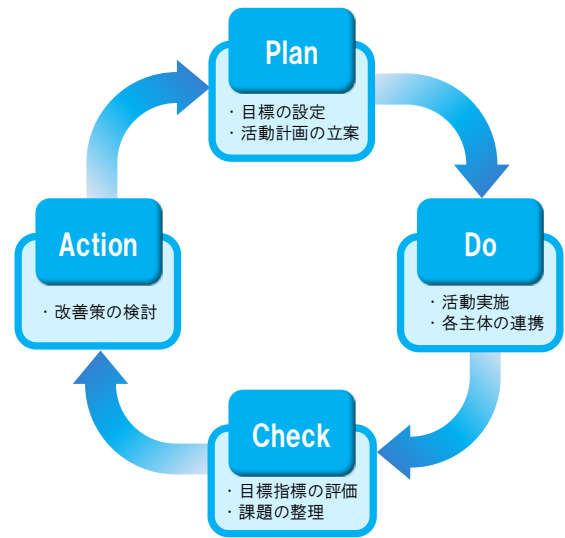 Plan
・目標の設定
・活動計画の立案
Do
・活動実施
・各主体の連携
Check
・目標指標の評価
・課題の整理
Action
・改善策の検討